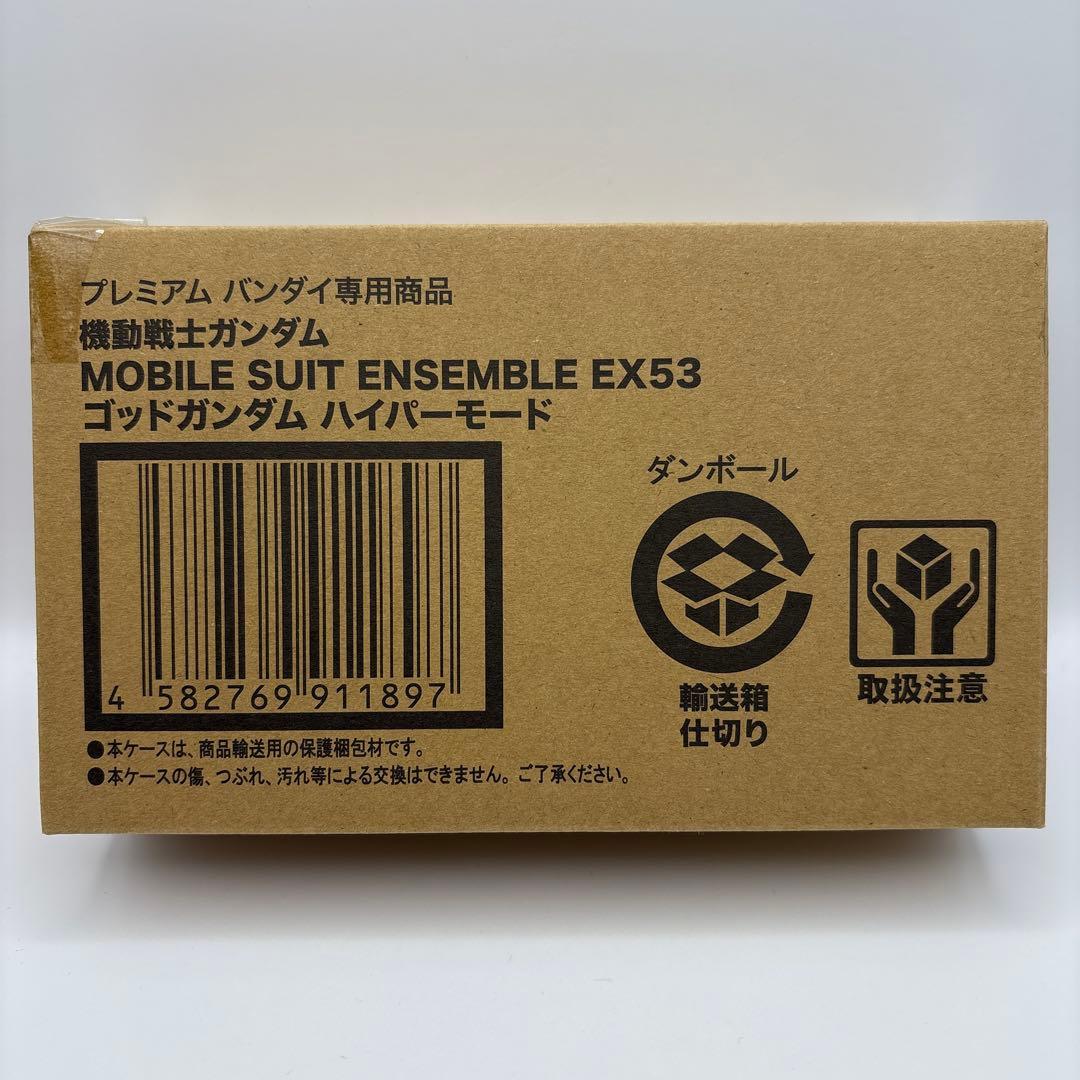 プレミアム バンダイ専用商品
機動戦士ガンダム
MOBILE SUIT ENSEMBLE EX53
ゴッドガンダム ハイパーモード
4 582769 911897
●本ケースは、商品輸送用の保護梱包材です。
●本ケースの傷、つぶれ、汚れ等による交換はできません。ご了承ください。
ダンボール
輸送箱
仕切り
取扱注意